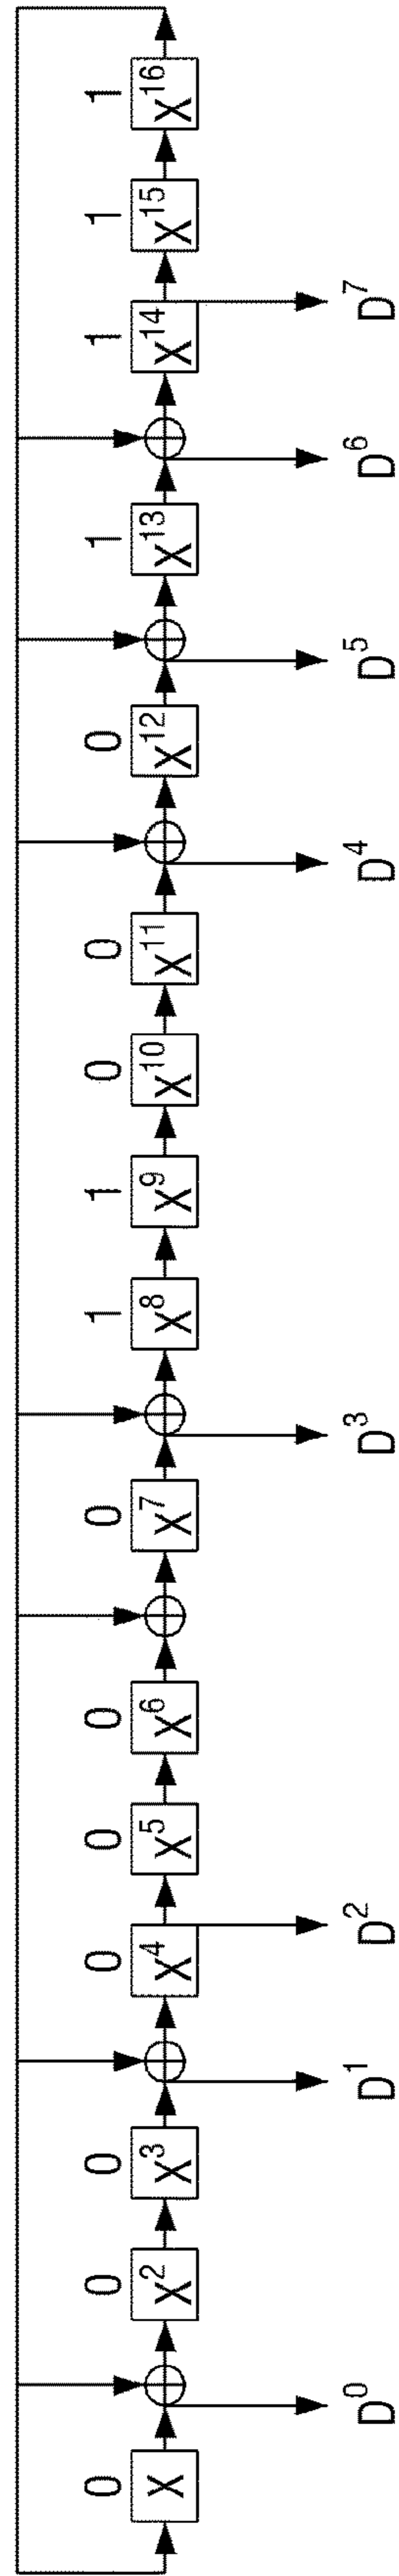 0 0 0 0 0 0 0 1 1 0 0 0 1 1 1 1
X X² X³ X⁴ X⁵ X⁶ X⁷ X⁸ X⁹ X¹⁰ X¹¹ X¹² X¹³ X¹⁴ X¹⁵ X¹⁶
D⁰ D¹ D² D³ D⁴ D⁵ D⁶ D⁷